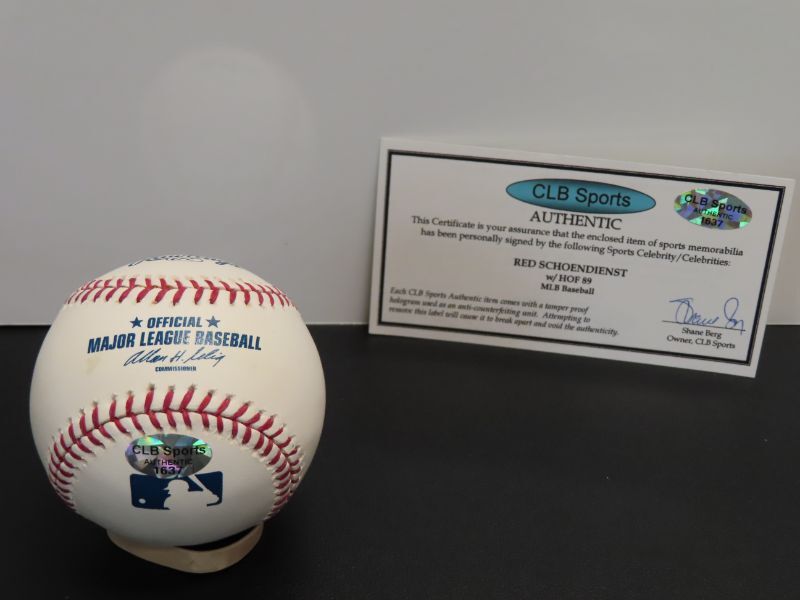 ★ OFFICIAL ★
MAJOR LEAGUE BASEBALL
Allan H. Selig
COMMISSIONER
CLB Sports
AUTHENTIC
1637
CLB Sports
AUTHENTIC
CLB Sports
AUTHENTIC
1637
This Certificate is your assurance that the enclosed item of sports memorabilia
has been personally signed by the following Sports Celebrity/Celebrities:
RED SCHOENDIENST
w/ HOF 89
MLB Baseball
Each CLB Sports Authentic item comes with a tamper proof
hologram used as an anti-counterfeiting unit. Attempting to
remove this label will cause it to break apart and void the authenticity.
Shane Berg
Owner, CLB Sports